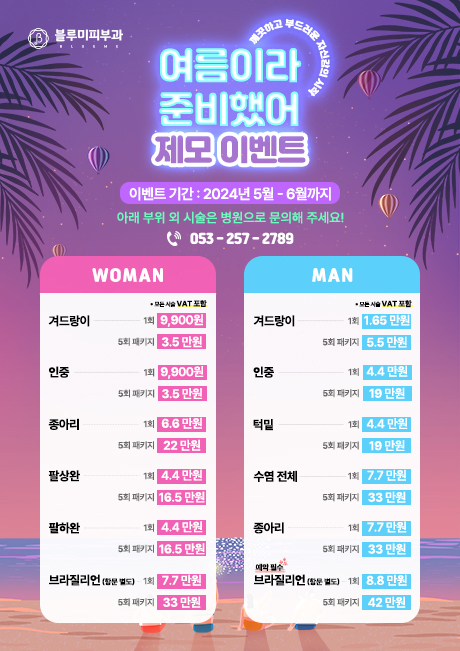 블루미피부과
BLUEME
깨끗하고 부드러운 자신감의 시작!
여름이라
준비했어
제모 이벤트
이벤트 기간 : 2024년 5월 - 6월까지
아래 부위 외 시술은 병원으로 문의해 주세요!
053 - 257 - 2789
WOMAN
• 모든 시술 VAT 포함
겨드랑이 1회 9,900원
5회 패키지 3.5 만원
인중 1회 9,900원
5회 패키지 3.5 만원
종아리 1회 6.6 만원
5회 패키지 22 만원
팔상완 1회 4.4 만원
5회 패키지 16.5 만원
팔하완 1회 4.4 만원
5회 패키지 16.5 만원
브라질리언 (항문 별도) 1회 7.7 만원
5회 패키지 33 만원
MAN
• 모든 시술 VAT 포함
겨드랑이 1회 1.65 만원
5회 패키지 5.5 만원
인중 1회 4.4 만원
5회 패키지 19 만원
턱밑 1회 4.4 만원
5회 패키지 19 만원
수염 전체 1회 7.7 만원
5회 패키지 33 만원
종아리 1회 7.7 만원
5회 패키지 33 만원
예약 필수
브라질리언 (항문 별도) 1회 8.8 만원
5회 패키지 42 만원